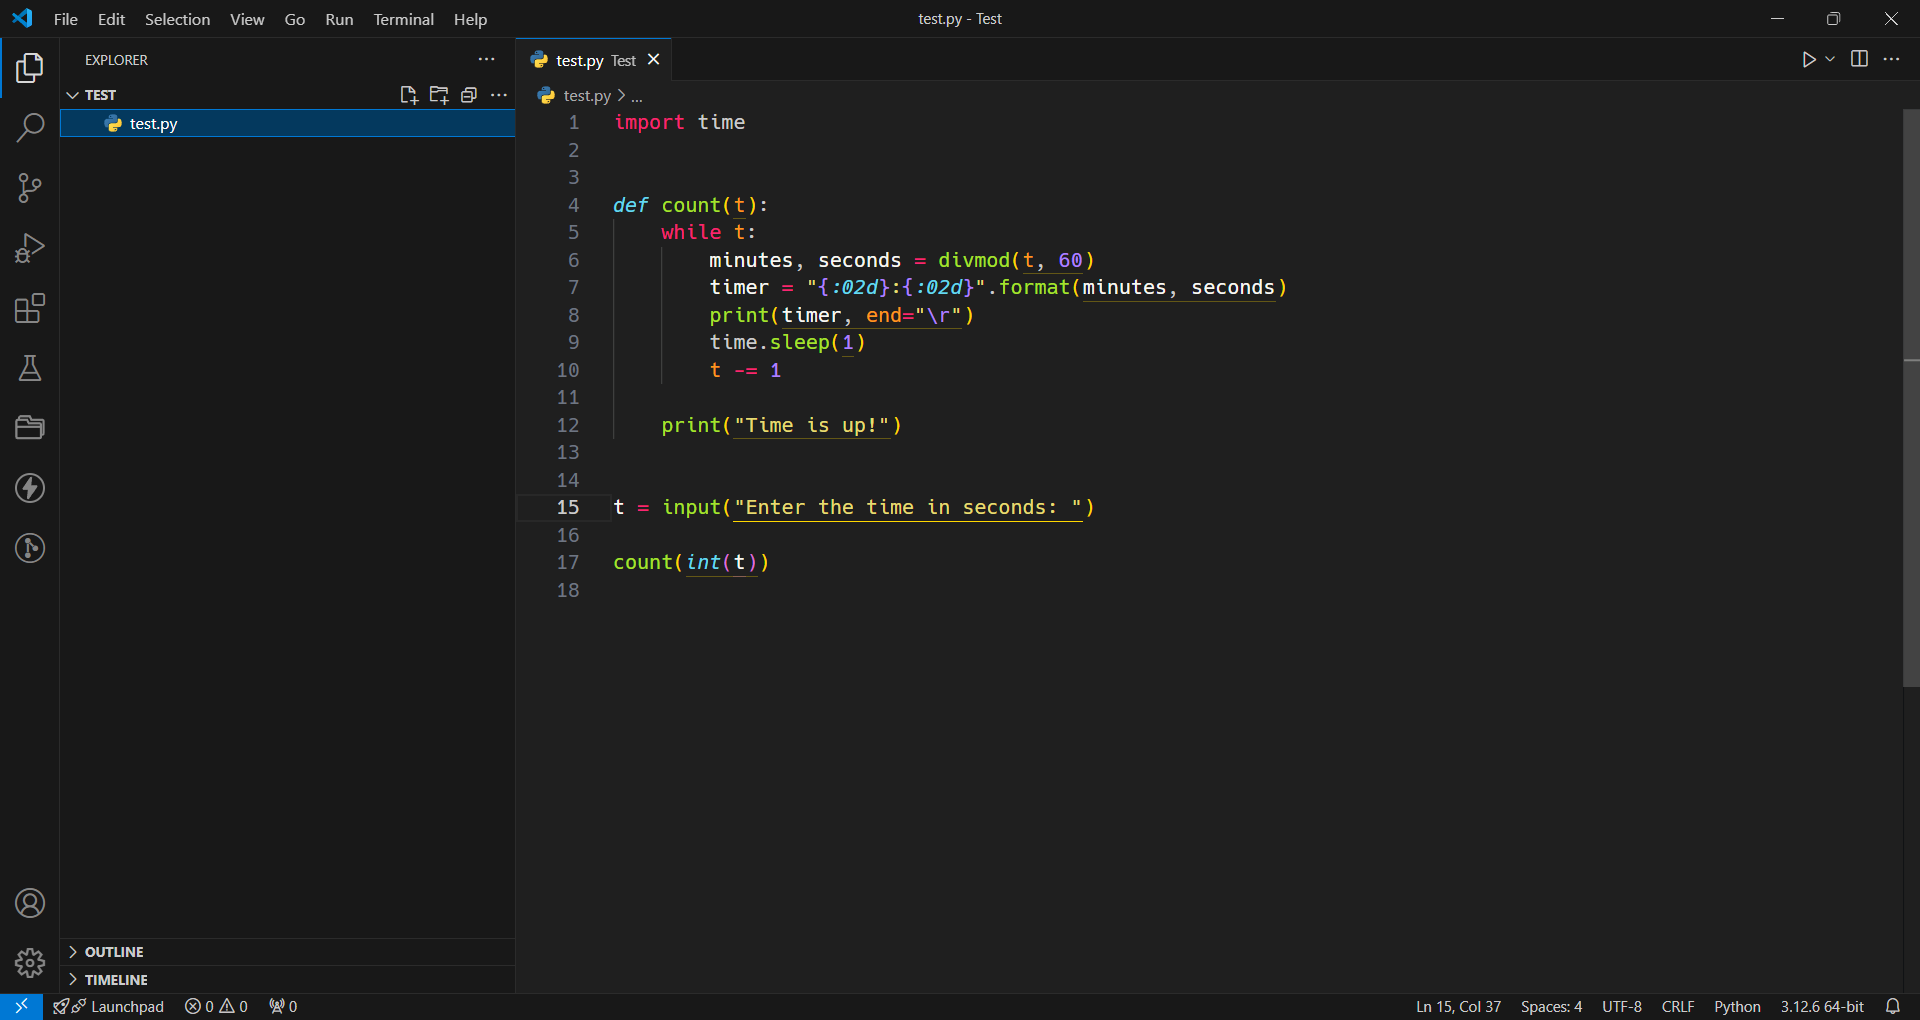 File Edit Selection View Go Run Terminal Help
test.py - Test
EXPLORER
TEST
test.py
test.py Test
test.py > ...
1 import time
2
3
4 def count(t):
5     while t:
6         minutes, seconds = divmod(t, 60)
7         timer = "{:02d}:{:02d}".format(minutes, seconds)
8         print(timer, end="\r")
9         time.sleep(1)
10         t -= 1
11
12     print("Time is up!")
13
14
15 t = input("Enter the time in seconds: ")
16
17 count(int(t))
18
OUTLINE
TIMELINE
Launchpad 0 0 0
Ln 15, Col 37 Spaces: 4 UTF-8 CRLF Python 3.12.6 64-bit